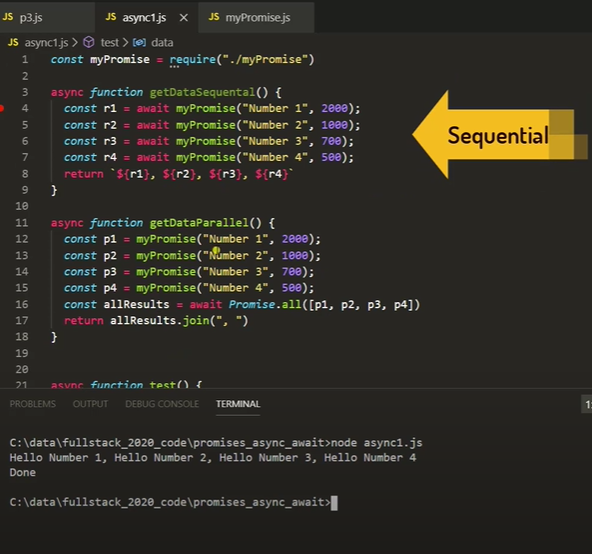 JS p3.js JS async1.js × JS myPromise.js
JS async1.js > test > data
1 const myPromise = require("./myPromise")
2
3 async function getDataSequental() {
4 const r1 = await myPromise("Number 1", 2000);
5 const r2 = await myPromise("Number 2", 1000);
6 const r3 = await myPromise("Number 3", 700);
7 const r4 = await myPromise("Number 4", 500);
8 return `${r1}, ${r2}, ${r3}, ${r4}`
9 }
10
11 async function getDataParallel() {
12 const p1 = myPromise("Number 1", 2000);
13 const p2 = myPromise("Number 2", 1000);
14 const p3 = myPromise("Number 3", 700);
15 const p4 = myPromise("Number 4", 500);
16 const allResults = await Promise.all([p1, p2, p3, p4])
17 return allResults.join(", ")
18 }
19
20
21 async function test() {
Sequential
PROBLEMS OUTPUT DEBUG CONSOLE TERMINAL 1:
C:\data\fullstack_2020_code\promises_async_await>node async1.js
Hello Number 1, Hello Number 2, Hello Number 3, Hello Number 4
Done
C:\data\fullstack_2020_code\promises_async_await>